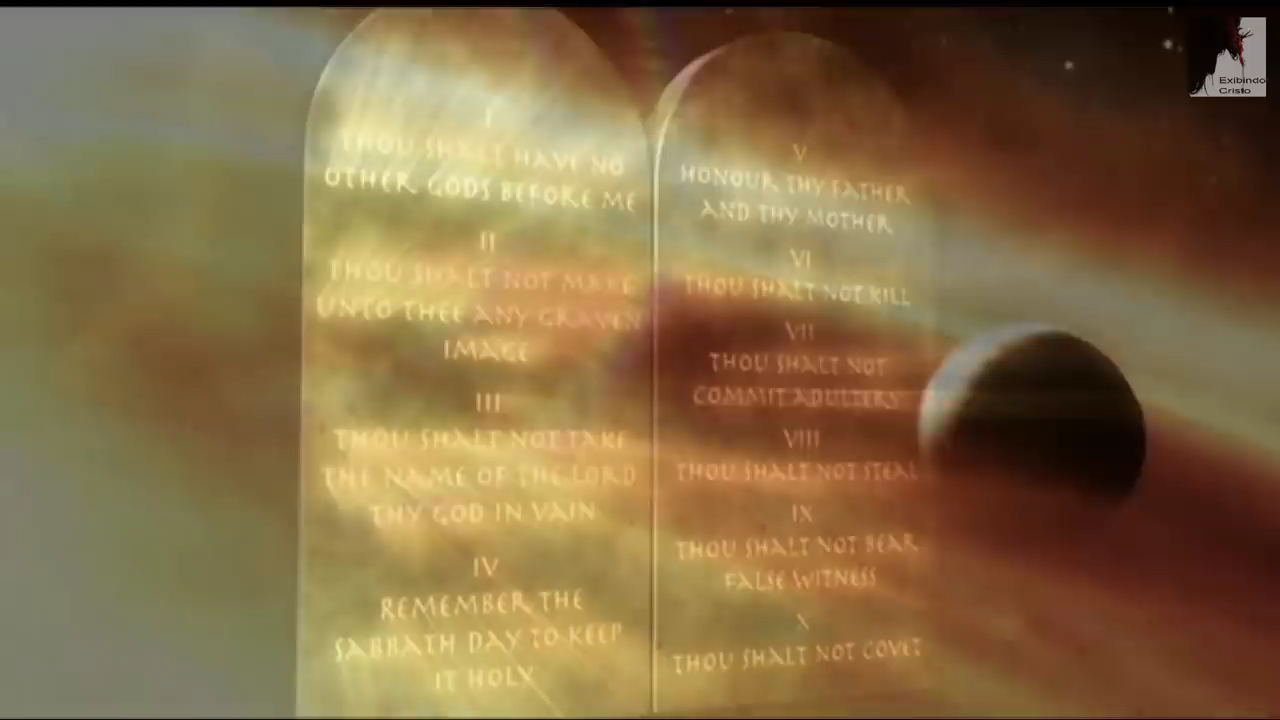 I
THOU SHALT HAVE NO
OTHER GODS BEFORE ME
II
THOU SHALT NOT MAKE
UNTO THEE ANY GRAVEN
IMAGE
III
THOU SHALT NOT TAKE
THE NAME OF THE LORD
THY GOD IN VAIN
IV
REMEMBER THE
SABBATH DAY TO KEEP
IT HOLY
V
HONOUR THY FATHER
AND THY MOTHER
VI
THOU SHALT NOT KILL
VII
THOU SHALT NOT
COMMIT ADULTERY
VIII
THOU SHALT NOT STEAL
IX
THOU SHALT NOT BEAR
FALSE WITNESS
X
THOU SHALT NOT COVET
Exibindo
Cristo